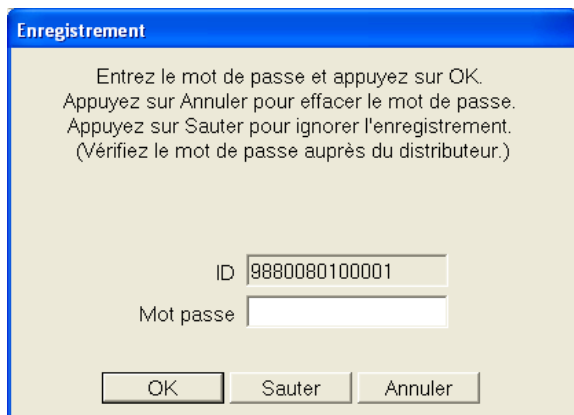 Enregistrement
Entrez le mot de passe et appuyez sur OK.
Appuyez sur Annuler pour effacer le mot de passe.
Appuyez sur Sauter pour ignorer l'enregistrement.
(Vérifiez le mot de passe auprès du distributeur.)
ID 9880080100001
Mot passe
OK Sauter Annuler